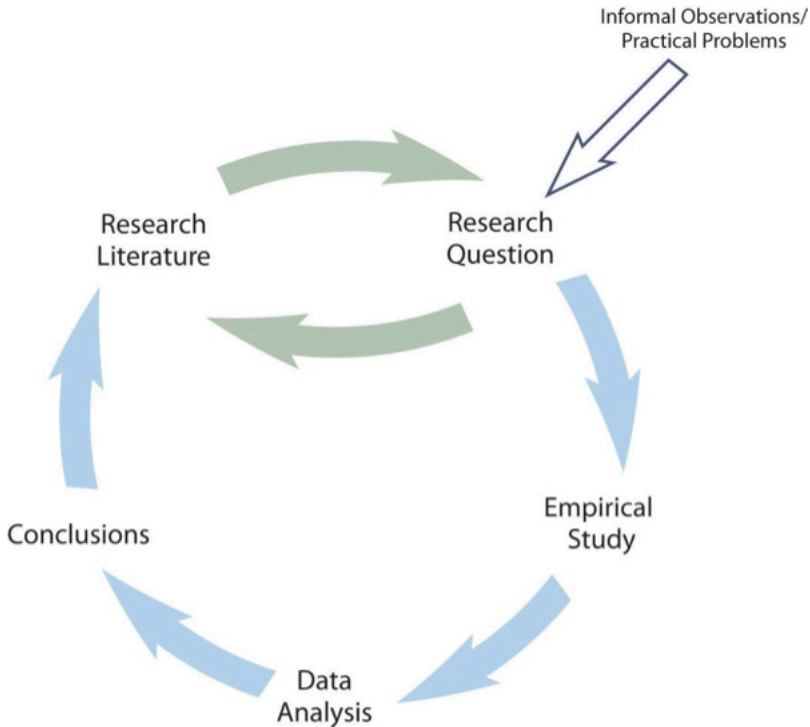 Informal Observations/
Practical Problems
Research
Literature
Research
Question
Empirical
Study
Conclusions
Data
Analysis